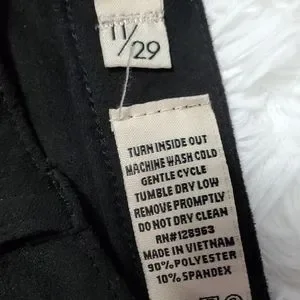 11/29
TURN INSIDE OUT
MACHINE WASH COLD
GENTLE CYCLE
TUMBLE DRY LOW
REMOVE PROMPTLY
DO NOT DRY CLEAN
RN#128963
MADE IN VIETNAM
90% POLYESTER
10% SPANDEX